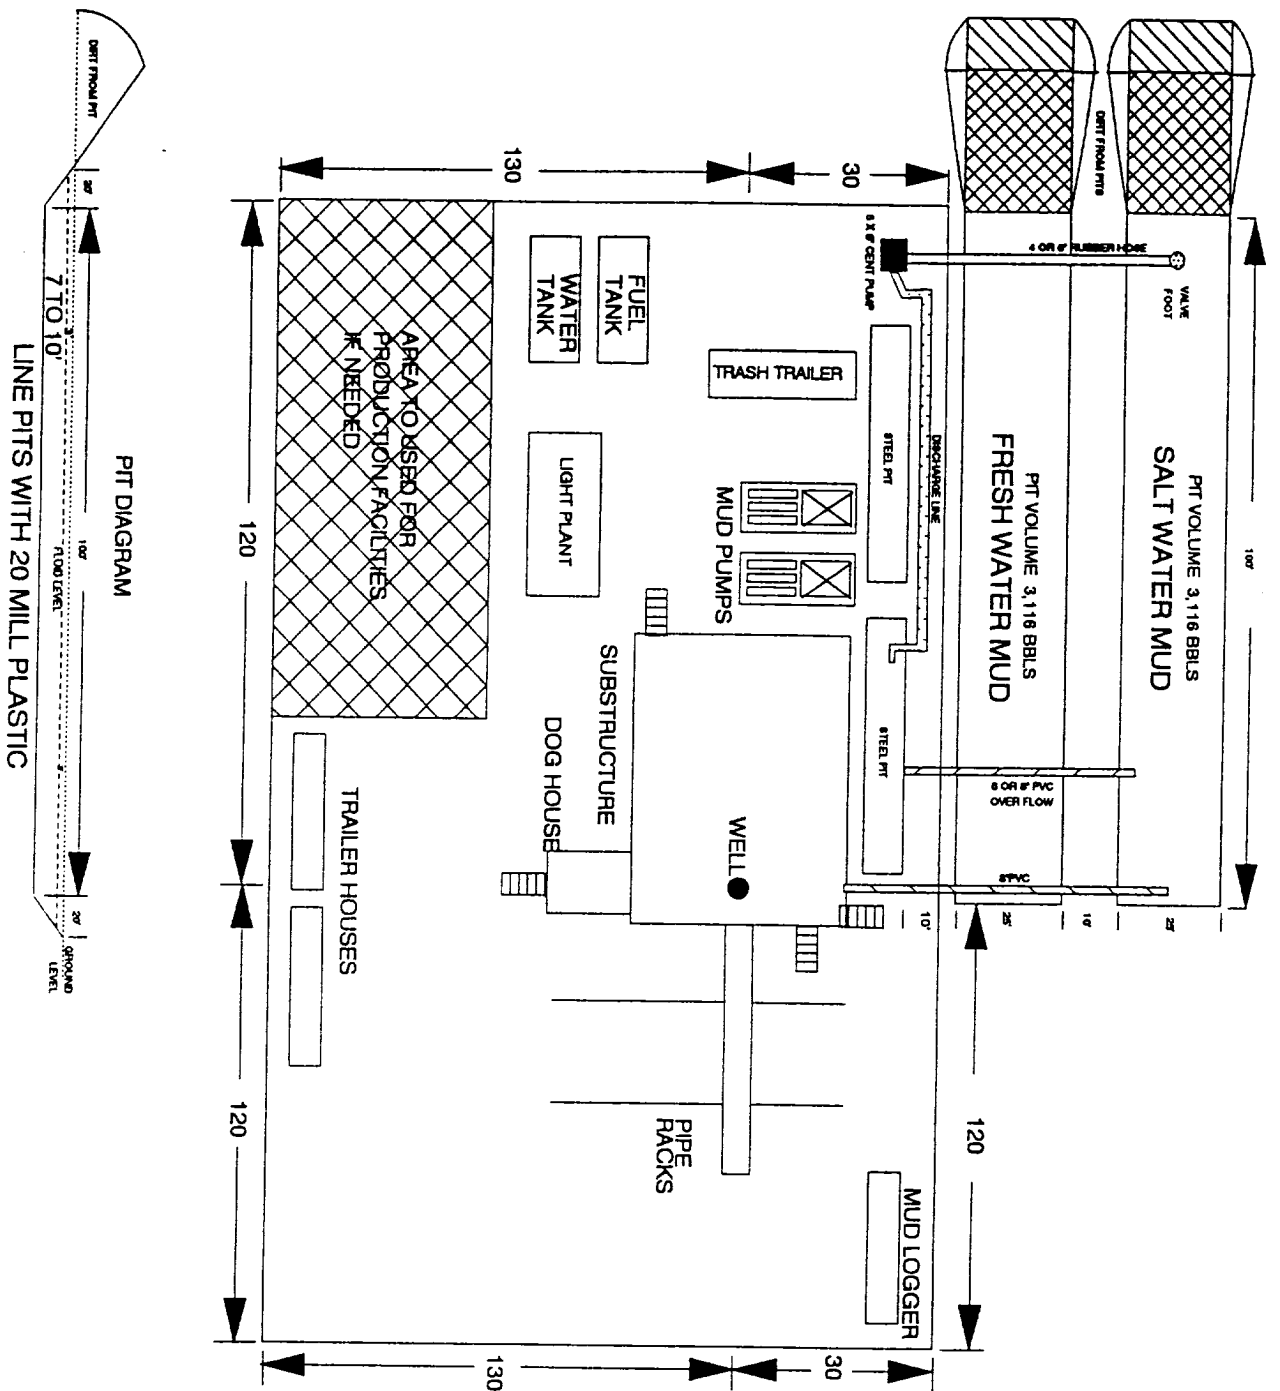 DIRT FROM PITS
100'
PIT VOLUME 3,116 BBLS
SALT WATER MUD
VALVE
FOOT
25'
10'
4 OR 6" RUBBER HOSE
PIT VOLUME 3,116 BBLS
FRESH WATER MUD
6 OR 8" PVC
OVER FLOW
8"PVC
25'
10'
120
30
130
6 X 8" CENT PUMP
DISCHARGE LINE
STEEL PIT
STEEL PIT
MUD LOGGER
TRASH TRAILER
MUD PUMPS
WELL
PIPE
RACKS
FUEL
TANK
WATER
TANK
LIGHT PLANT
SUBSTRUCTURE
DOG HOUSE
AREA TO USED FOR
PRODUCTION FACILITIES
IF NEEDED
TRAILER HOUSES
120
120
30
130
PIT DIAGRAM
DIRT FROM PIT
20'
100'
20'
FLUID LEVEL
GROUND
LEVEL
7 TO 10'
LINE PITS WITH 20 MILL PLASTIC